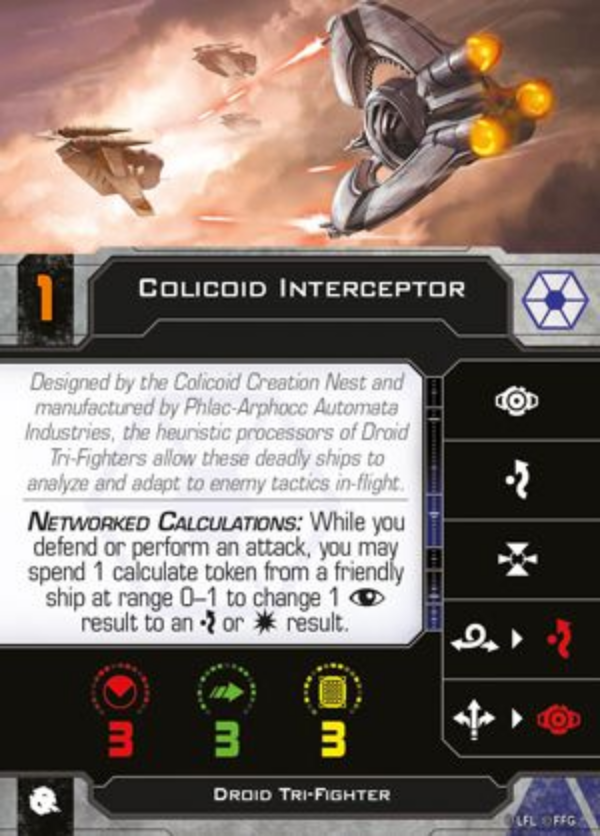 1
COLICOID INTERCEPTOR
Designed by the Colicoid Creation Nest and
manufactured by Phlac-Arphocc Automata
Industries, the heuristic processors of Droid
Tri-Fighters allow these deadly ships to
analyze and adapt to enemy tactics in-flight.
NETWORKED CALCULATIONS: While you
defend or perform an attack, you may
spend 1 calculate token from a friendly
ship at range 0–1 to change 1
result to an or result.
3 3 3
DROID TRI-FIGHTER
LFL ©FFG